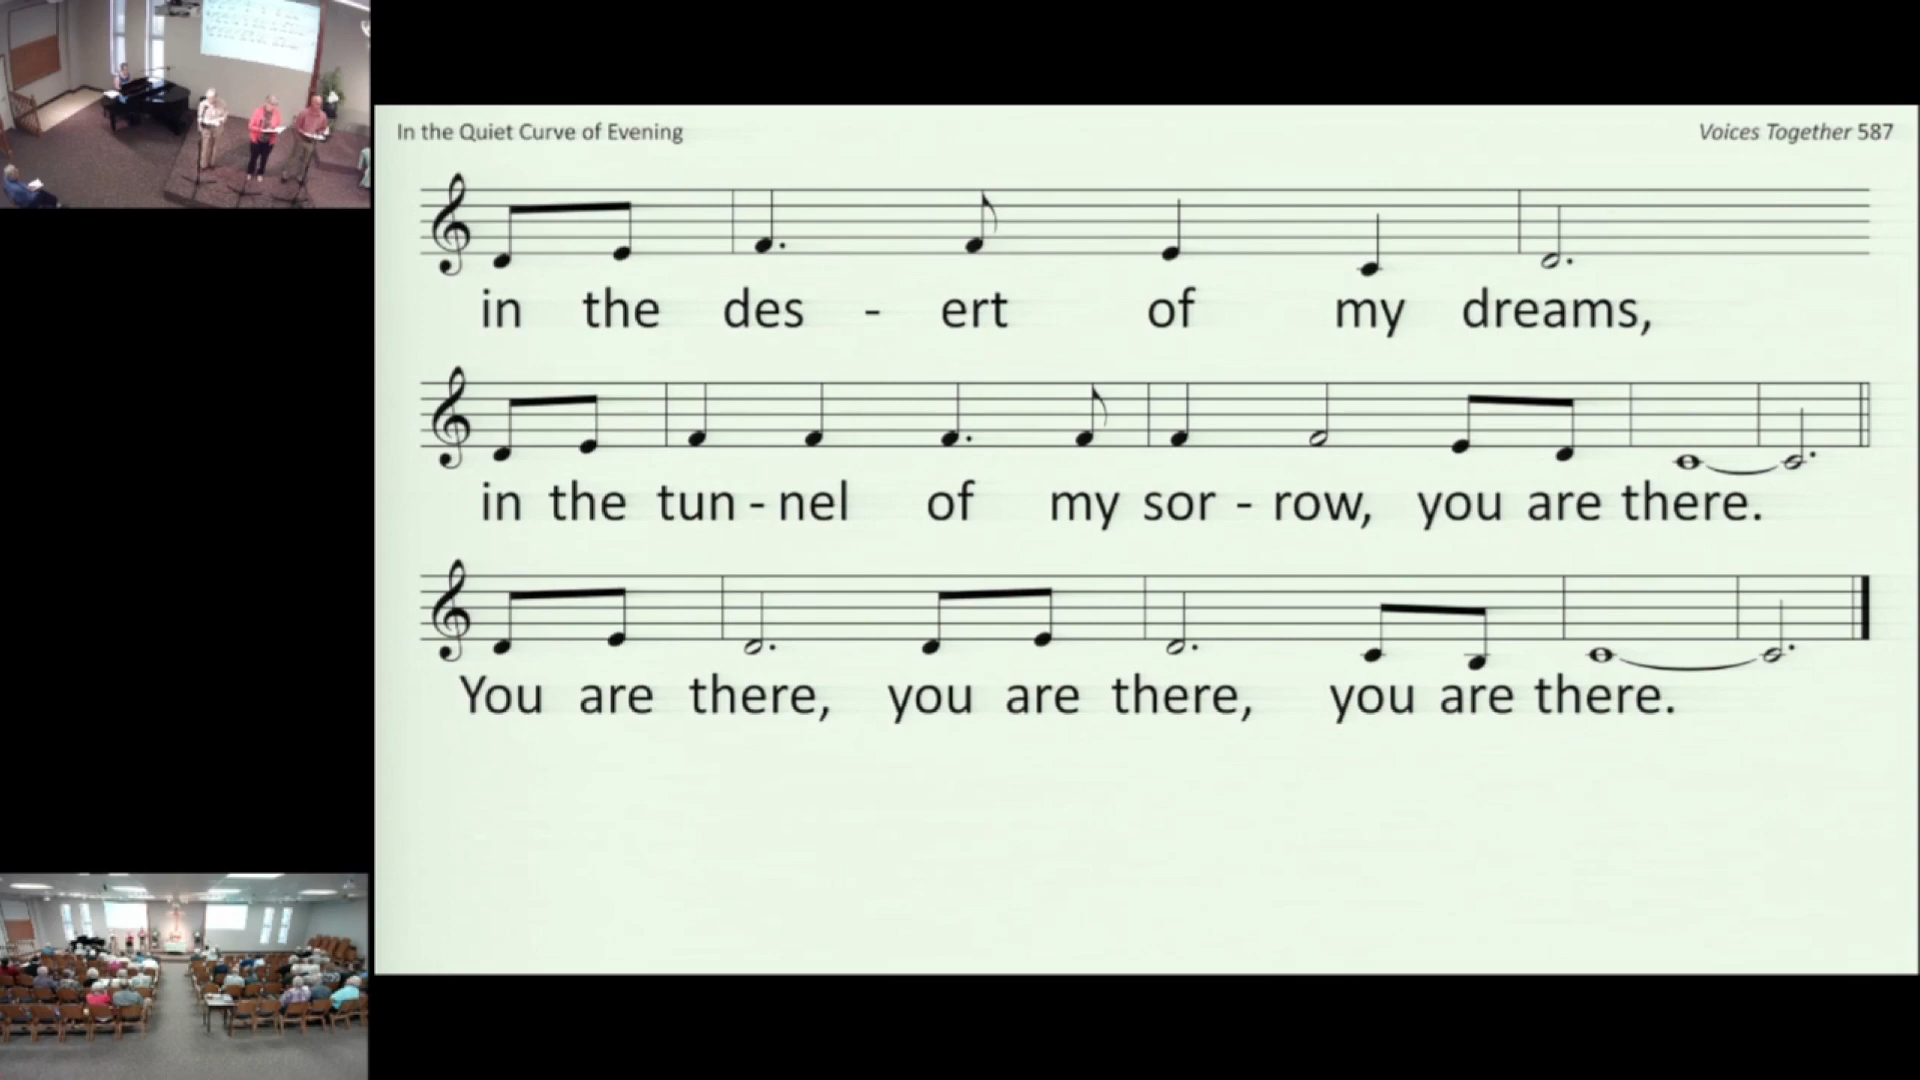 In the Quiet Curve of Evening
Voices Together 587
in the des - ert of my dreams,
in the tun - nel of my sor - row, you are there.
You are there, you are there, you are there.